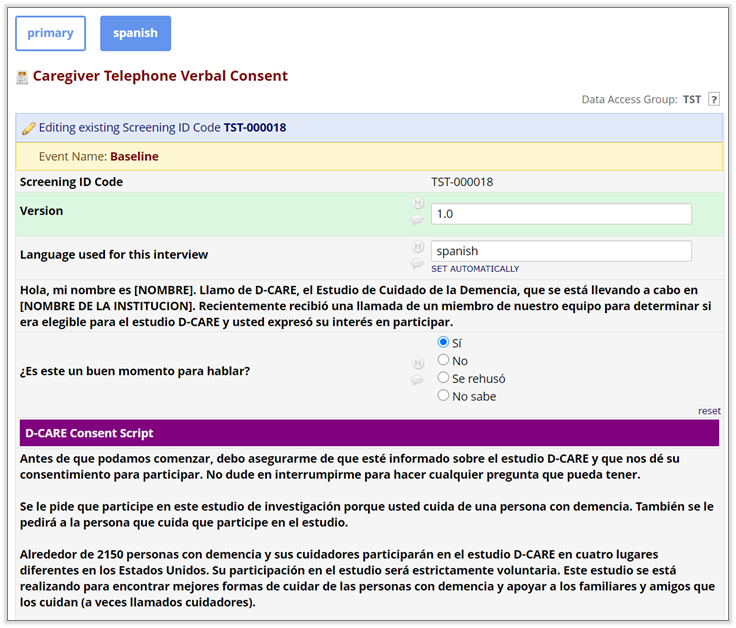 primary spanish
Caregiver Telephone Verbal Consent
Data Access Group: TST ?
Editing existing Screening ID Code TST-000018
Event Name: Baseline
Screening ID Code TST-000018
Version H 1.0
Language used for this interview H spanish
SET AUTOMATICALLY
Hola, mi nombre es [NOMBRE]. Llamo de D-CARE, el Estudio de Cuidado de la Demencia, que se está llevando a cabo en
[NOMBRE DE LA INSTITUCION]. Recientemente recibió una llamada de un miembro de nuestro equipo para determinar si
era elegible para el estudio D-CARE y usted expresó su interés en participar.
¿Es este un buen momento para hablar? H
Sí
No
Se rehusó
No sabe
reset
D-CARE Consent Script
Antes de que podamos comenzar, debo asegurarme de que esté informado sobre el estudio D-CARE y que nos dé su
consentimiento para participar. No dude en interrumpirme para hacer cualquier pregunta que pueda tener.
Se le pide que participe en este estudio de investigación porque usted cuida de una persona con demencia. También se le
pedirá a la persona que cuida que participe en el estudio.
Alrededor de 2150 personas con demencia y sus cuidadores participarán en el estudio D-CARE en cuatro lugares
diferentes en los Estados Unidos. Su participación en el estudio será estrictamente voluntaria. Este estudio se está
realizando para encontrar mejores formas de cuidar de las personas con demencia y apoyar a los familiares y amigos que
los cuidan (a veces llamados cuidadores).